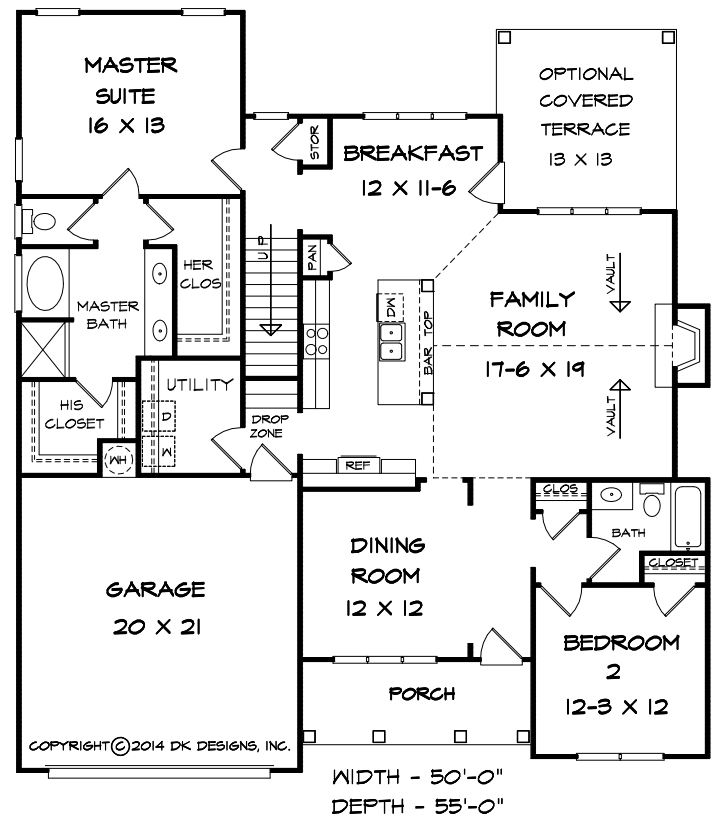 MASTER
SUITE
16 X 13
OPTIONAL
COVERED
TERRACE
13 X 13
STOR
BREAKFAST
12 X 11-6
UP
PAN
HER
CLOS
MASTER
BATH
DW
BAR TOP
FAMILY
ROOM
17-6 X 19
VAULT
VAULT
UTILITY
HIS
CLOSET
D
W
WH
DROP
ZONE
REF
CLOS
BATH
CLOSET
DINING
ROOM
12 X 12
GARAGE
20 X 21
BEDROOM
2
12-3 X 12
PORCH
COPYRIGHT © 2014 DK DESIGNS, INC.
WIDTH - 50'-0"
DEPTH - 55'-0"